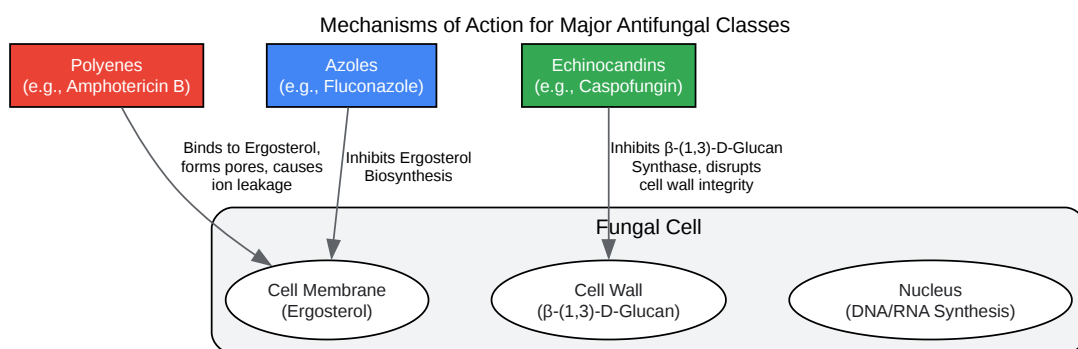 Mechanisms of Action for Major Antifungal Classes
Polyenes
(e.g., Amphotericin B)
Azoles
(e.g., Fluconazole)
Echinocandins
(e.g., Caspofungin)
Binds to Ergosterol,
forms pores, causes
ion leakage
Inhibits Ergosterol
Biosynthesis
Inhibits β-(1,3)-D-Glucan
Synthase, disrupts
cell wall integrity
Fungal Cell
Cell Membrane
(Ergosterol)
Cell Wall
(β-(1,3)-D-Glucan)
Nucleus
(DNA/RNA Synthesis)